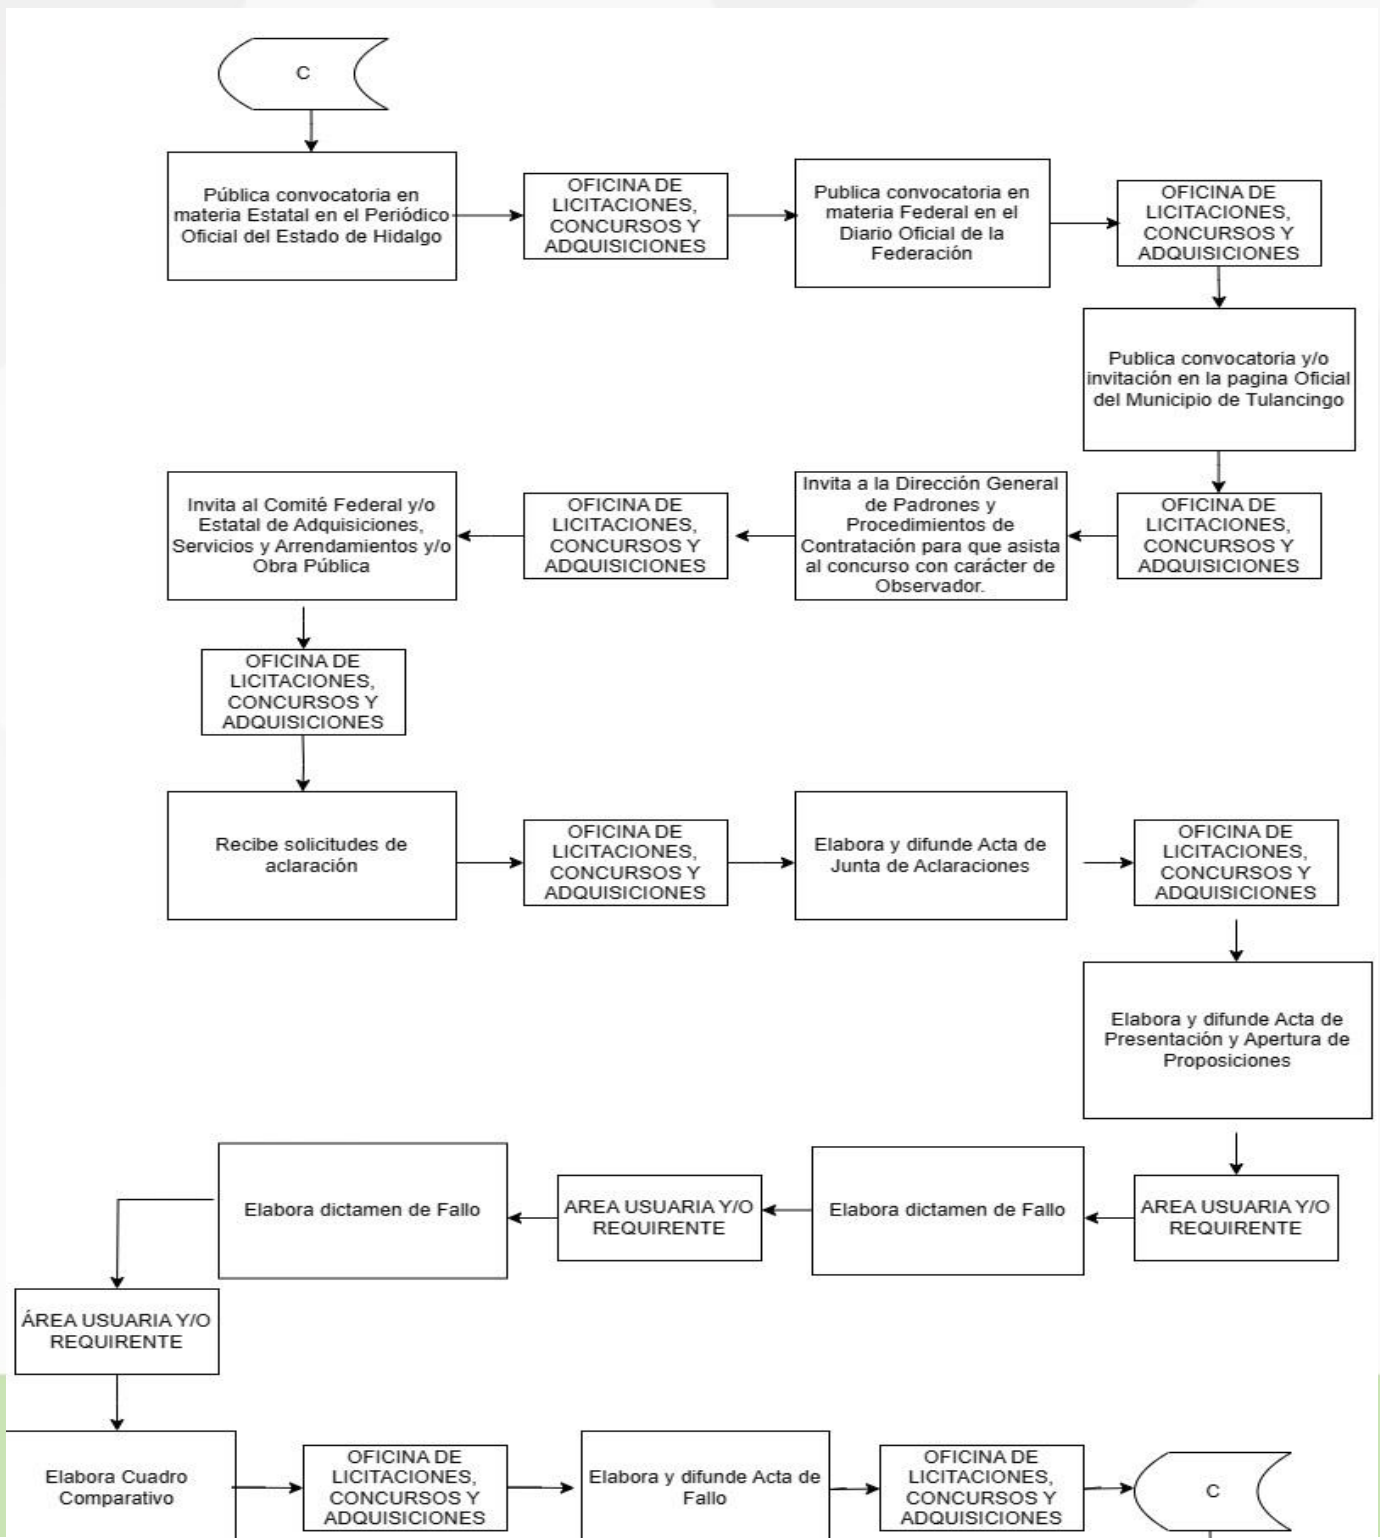 C
Pública convocatoria en
materia Estatal en el Periódico
Oficial del Estado de Hidalgo
OFICINA DE
LICITACIONES,
CONCURSOS Y
ADQUISICIONES
Publica convocatoria en
materia Federal en el
Diario Oficial de la
Federación
OFICINA DE
LICITACIONES,
CONCURSOS Y
ADQUISICIONES
Publica convocatoria y/o
invitación en la pagina Oficial
del Municipio de Tulancingo
OFICINA DE
LICITACIONES,
CONCURSOS Y
ADQUISICIONES
Invita a la Dirección General
de Padrones y
Procedimientos de
Contratación para que asista
al concurso con carácter de
Observador.
OFICINA DE
LICITACIONES,
CONCURSOS Y
ADQUISICIONES
Invita al Comité Federal y/o
Estatal de Adquisiciones,
Servicios y Arrendamientos y/o
Obra Pública
OFICINA DE
LICITACIONES,
CONCURSOS Y
ADQUISICIONES
Recibe solicitudes de
aclaración
OFICINA DE
LICITACIONES,
CONCURSOS Y
ADQUISICIONES
Elabora y difunde Acta de
Junta de Aclaraciones
OFICINA DE
LICITACIONES,
CONCURSOS Y
ADQUISICIONES
Elabora y difunde Acta de
Presentación y Apertura de
Proposiciones
AREA USUARIA Y/O
REQUIRENTE
Elabora dictamen de Fallo
AREA USUARIA Y/O
REQUIRENTE
Elabora dictamen de Fallo
ÁREA USUARIA Y/O
REQUIRENTE
Elabora Cuadro
Comparativo
OFICINA DE
LICITACIONES,
CONCURSOS Y
ADQUISICIONES
Elabora y difunde Acta de
Fallo
OFICINA DE
LICITACIONES,
CONCURSOS Y
ADQUISICIONES
C